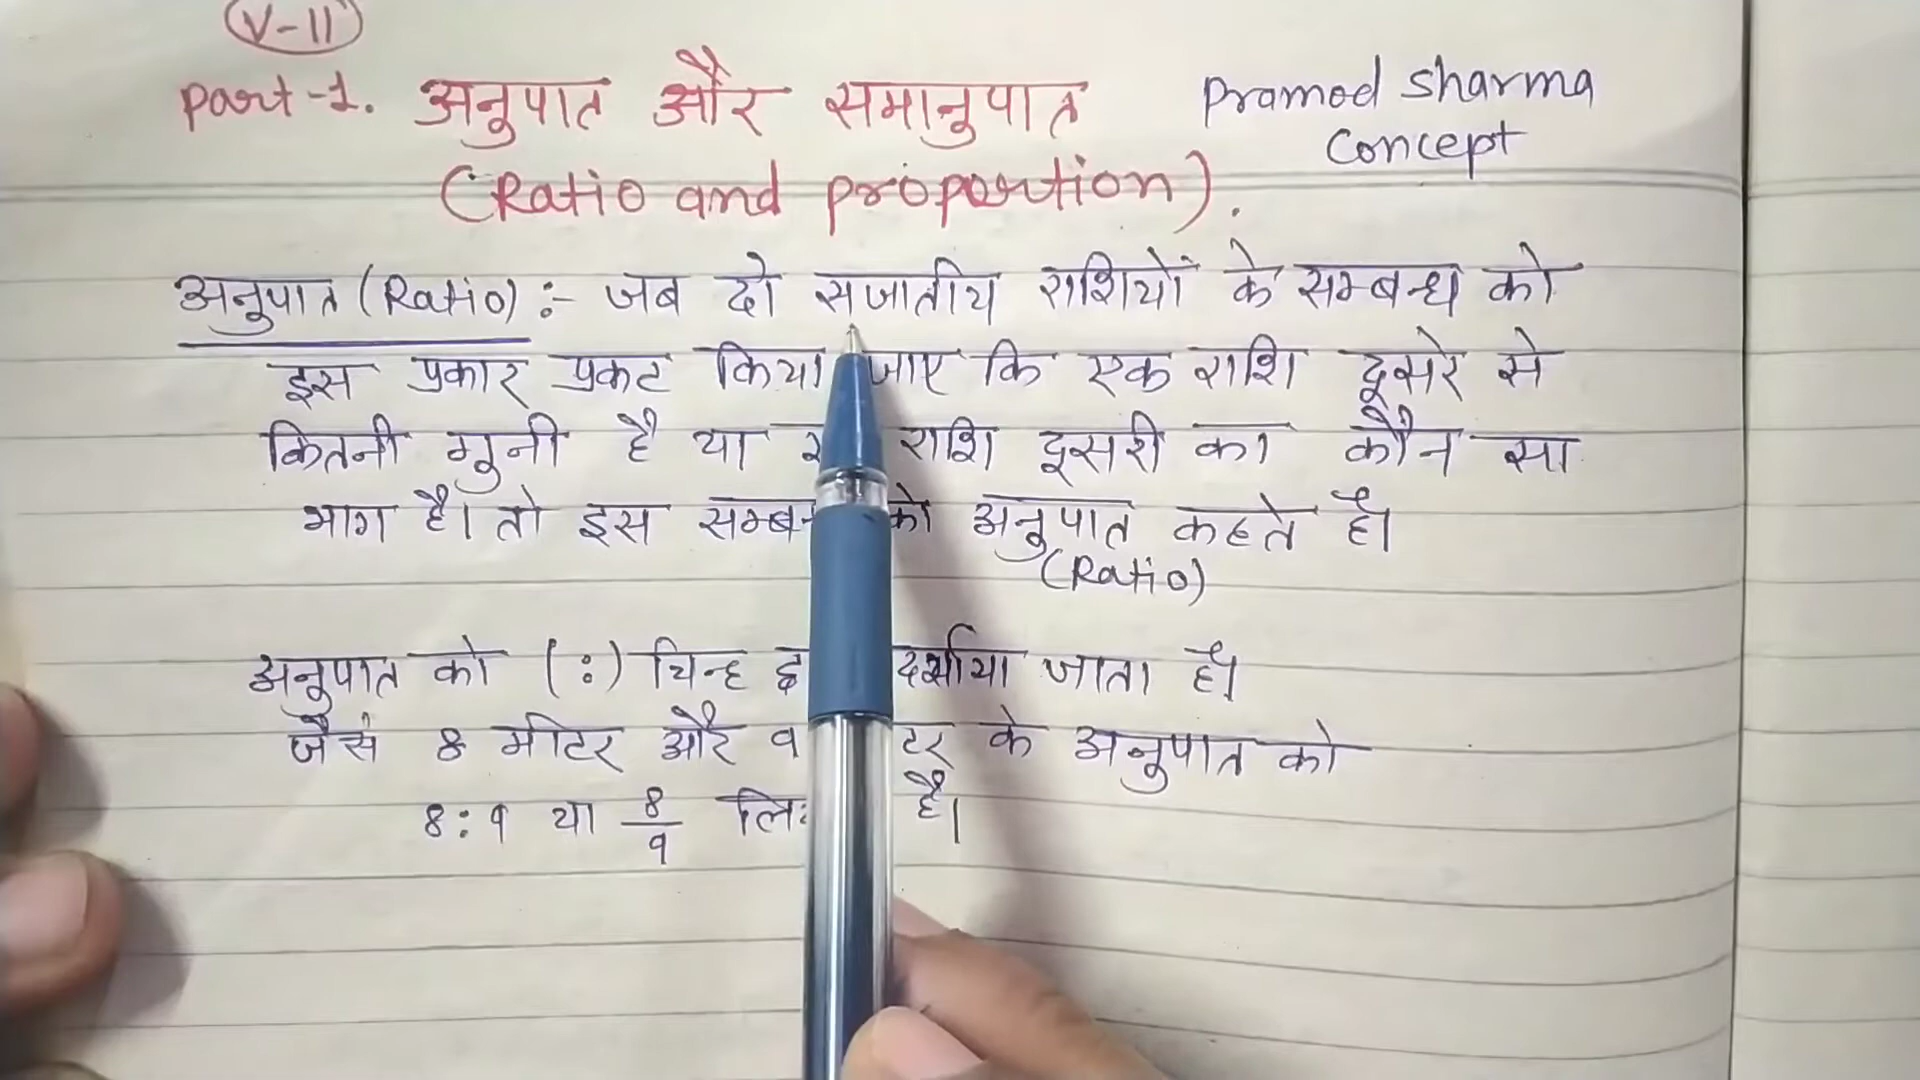 V-11
Part-1. अनुपात और समानुपात
(Ratio and proportion).
Pramod Sharma
Concept
अनुपात (Ratio) :- जब दो सजातीय राशियों के सम्बन्ध को
इस प्रकार प्रकट किया जाए कि एक राशि दूसरे से
कितनी गुनी है या राशि दूसरी का कौन सा
भाग है। तो इस को अनुपात कहते है।
(Ratio)
अनुपात को (:) चिन्ह दर्शाया जाता है।
जैसे 8 मीटर और 9 के अनुपात को
8:9 या 8/9 है।